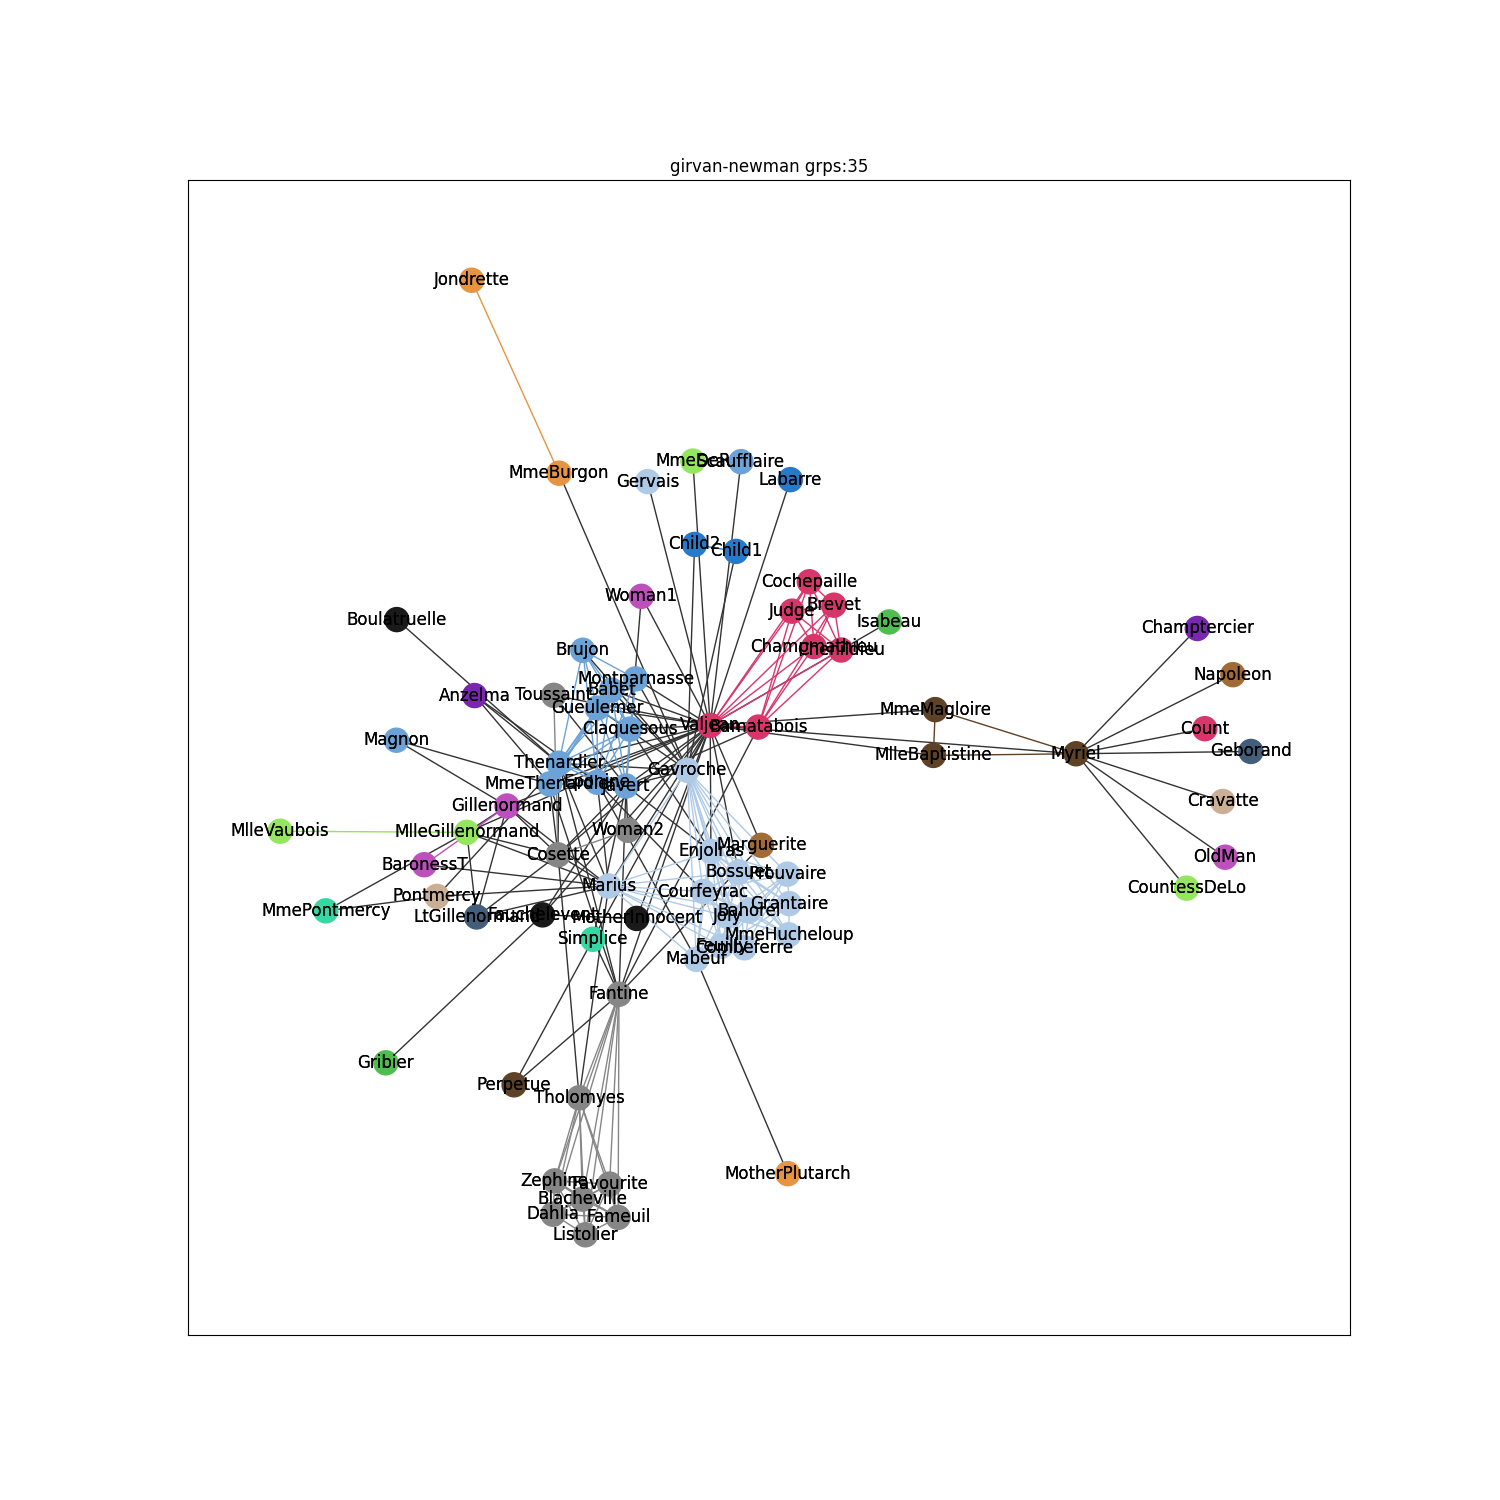 girvan-newman grps:35
Jondrette
MmeBurgon
MmeDeR
Scaufflaire
Gervais
Labarre
Child2
Child1
Cochepaille
Woman1
Brevet
Judge
Boulatruelle
Isabeau
Champtercier
Brujon
Champmathieu
Chenildieu
Napoleon
Montparnasse
Babet
Anzelma
Toussaint
Gueulemer
MmeMagloire
Valjean
Bamatabois
Claquesous
Count
Magnon
Geborand
MlleBaptistine
Myriel
Thenardier
Gavroche
MmeThenardier
Eponine
Javert
Cravatte
Gillenormand
MlleVaubois
MlleGillenormand
Woman2
Marguerite
Enjolras
Cosette
OldMan
BaronessT
Bossuet
Prouvaire
Marius
CountessDeLo
Courfeyrac
Pontmercy
Grantaire
MmePontmercy
Bahorel
LtGillenormand
Fauchelevent
MotherInnocent
Joly
MmeHucheloup
Simplice
Feuilly
Combeferre
Mabeuf
Fantine
Gribier
Perpetue
Tholomyes
MotherPlutarch
Zephine
Favourite
Blacheville
Dahlia
Fameuil
Listolier